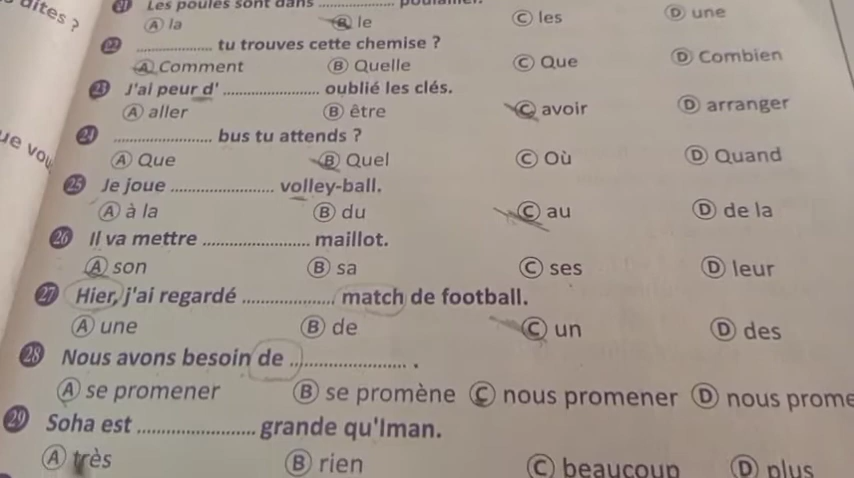 dites ?
21 Les poules sont dans ....................
A la B le C les D une
22 .................... tu trouves cette chemise ?
A Comment B Quelle C Que D Combien
23 J'ai peur d' .................... oublié les clés.
A aller B être C avoir D arranger
24 .................... bus tu attends ?
A Que B Quel C Où D Quand
25 Je joue .................... volley-ball.
A à la B du C au D de la
26 Il va mettre .................... maillot.
A son B sa C ses D leur
27 Hier, j'ai regardé .................... match de football.
A une B de C un D des
28 Nous avons besoin de .................... .
A se promener B se promène C nous promener D nous prome
29 Soha est .................... grande qu'Iman.
A très B rien C beaucoup D plus